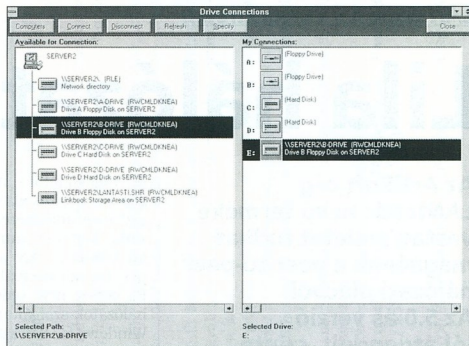 Drive Connections
Computers Connect Disconnect Refresh Specify Close
Available for Connection:
SERVER2
\\SERVER2\. (RLE)
Network directory
\\SERVER2\A-DRIVE (RWCMLDKNEA)
Drive A Floppy Disk on SERVER2
\\SERVER2\B-DRIVE (RWCMLDKNEA)
Drive B Floppy Disk on SERVER2
\\SERVER2\C-DRIVE (RWCMLDKNEA)
Drive C Hard Disk on SERVER2
\\SERVER2\D-DRIVE (RWCMLDKNEA)
Drive D Hard Disk on SERVER2
\\SERVER2\LANTASTI.SHR (RWCMLDKNEA)
Linkbook Storage Area on SERVER2
Selected Path:
\\SERVER2\B-DRIVE
My Connections:
A: (Floppy Drive)
B: (Floppy Drive)
C: (Hard Disk)
D: (Hard Disk)
E: \\SERVER2\B-DRIVE (RWCMLDKNEA)
Drive B Floppy Disk on SERVER2
Selected Drive:
E: